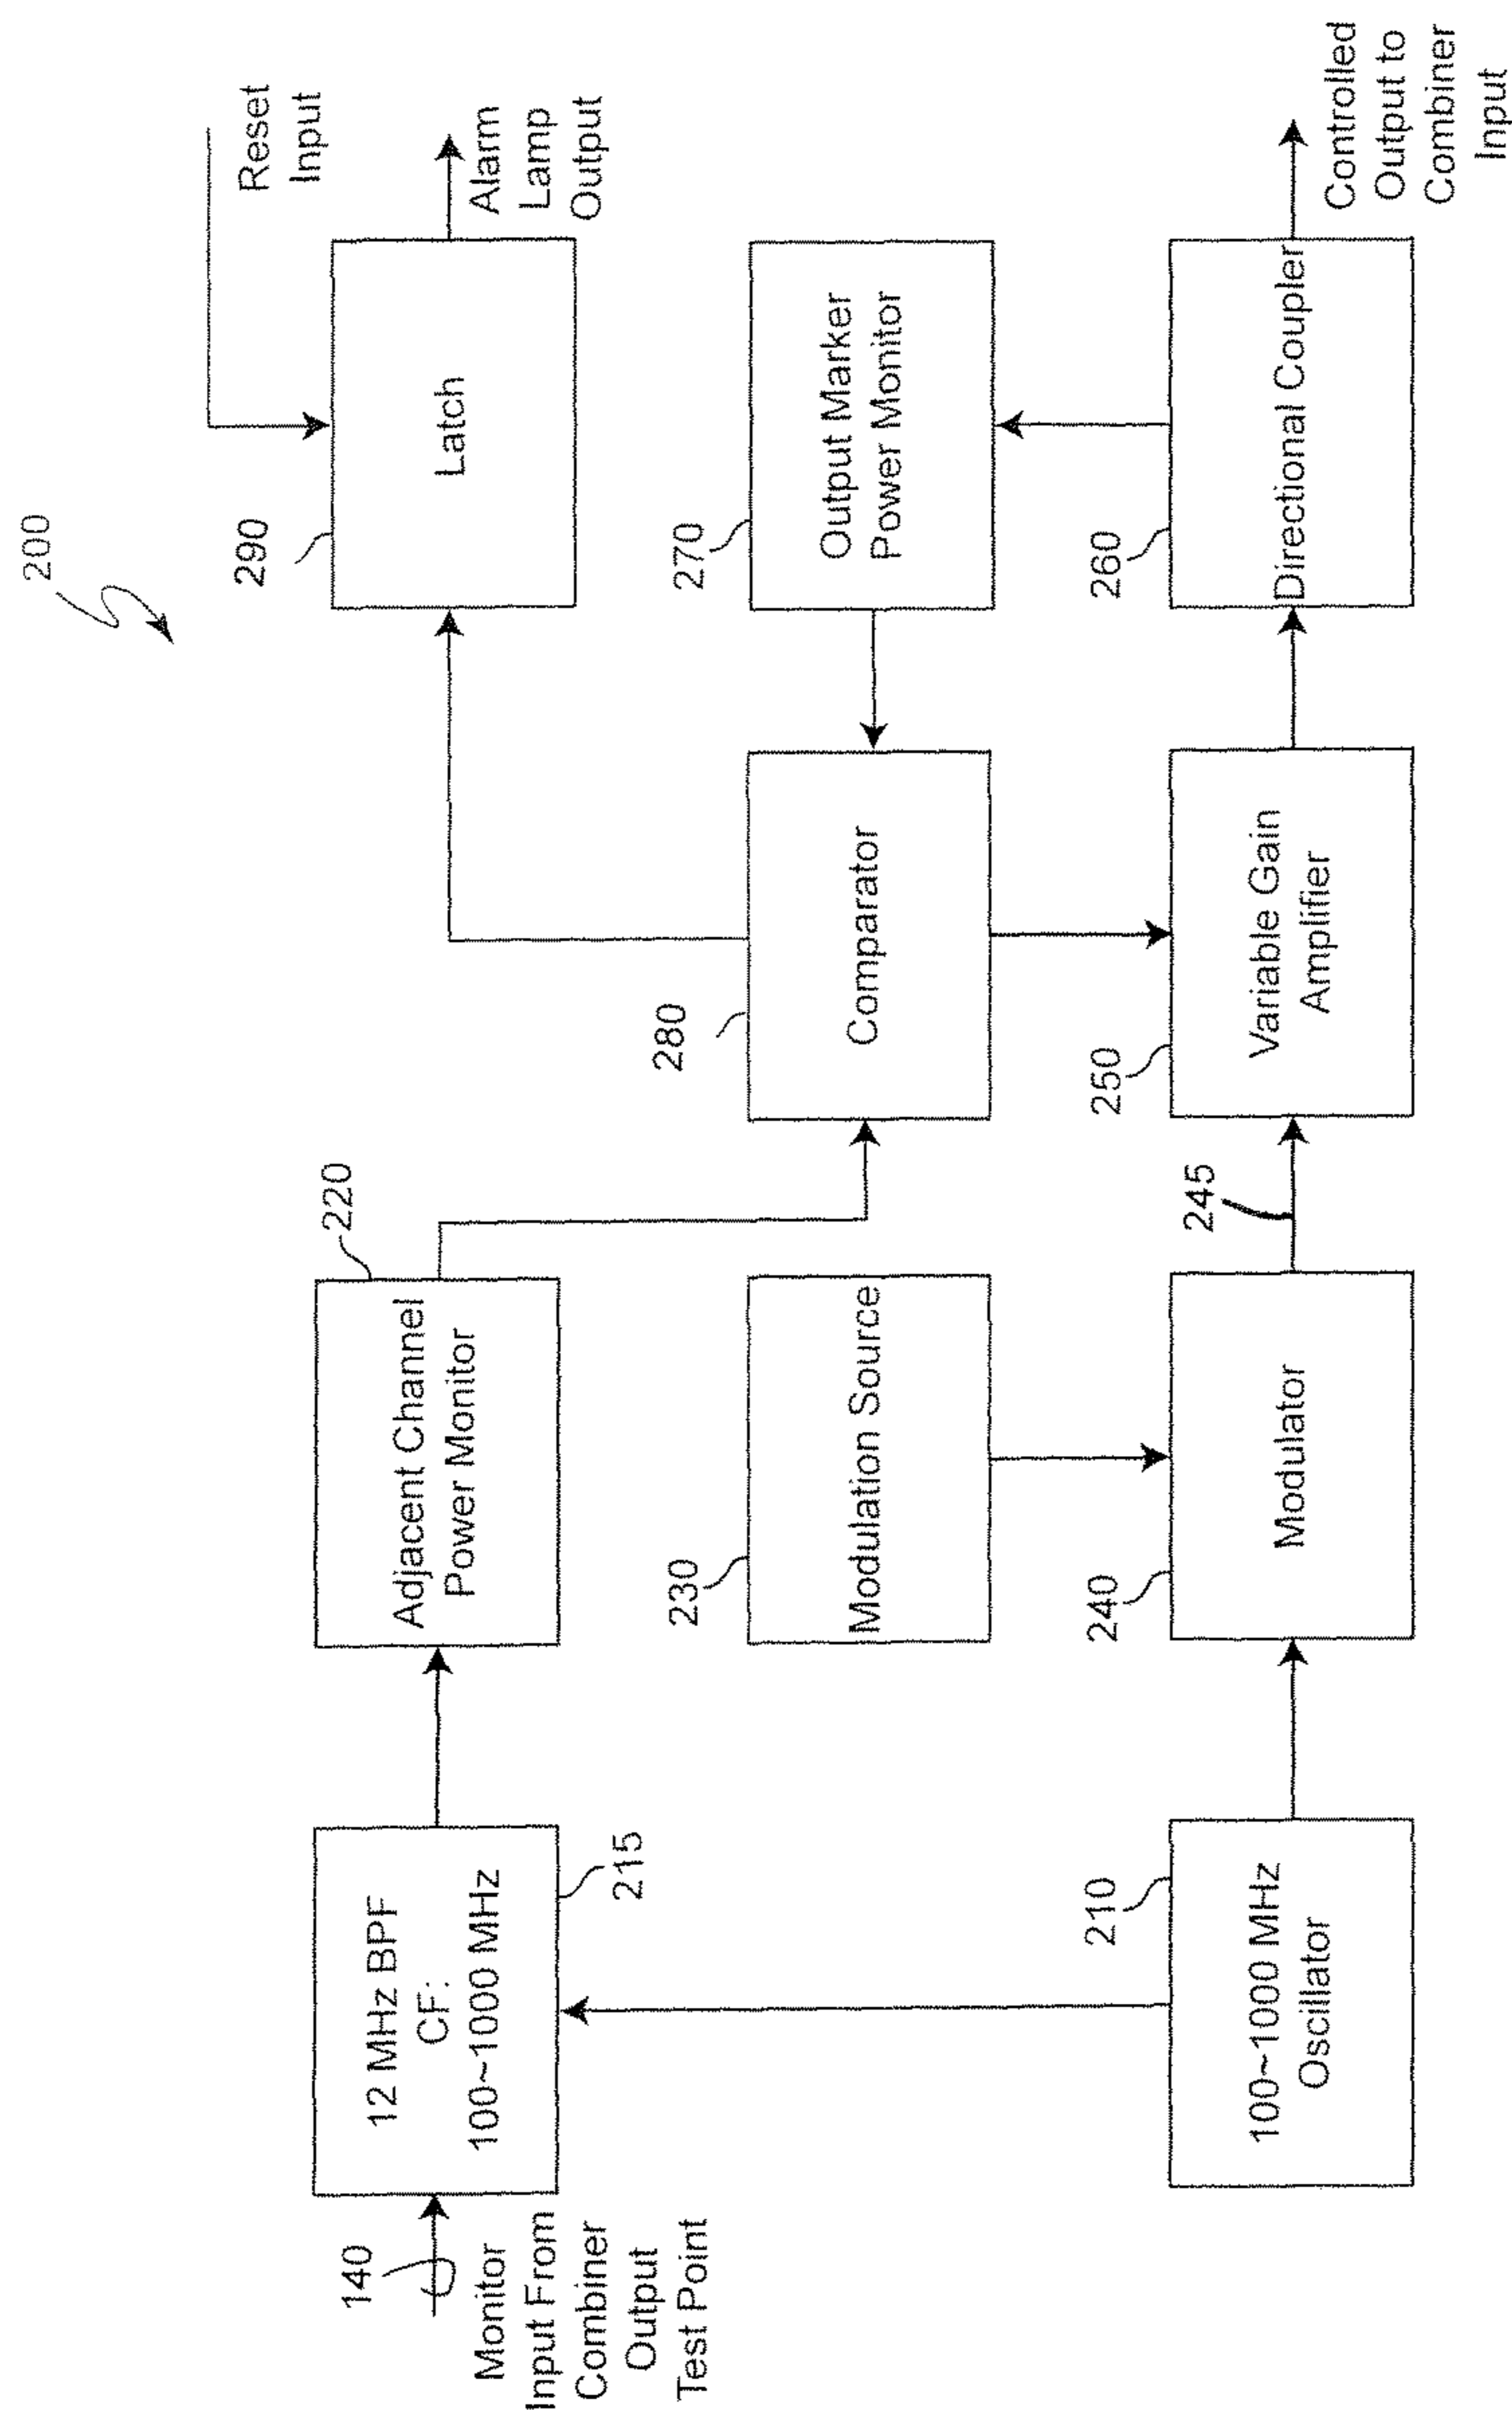 200
Reset
Input
290
Latch
Alarm
Lamp
Output
220
Adjacent Channel
Power Monitor
140
Monitor
Input From
Combiner
Output
Test Point
12 MHz BPF
CF:
100~1000 MHz
215
280
Comparator
270
Output Marker
Power Monitor
230
Modulation Source
210
100~1000 MHz
Oscillator
240
Modulator
245
250
Variable Gain
Amplifier
260
Directional Coupler
Controlled
Output to
Combiner
Input